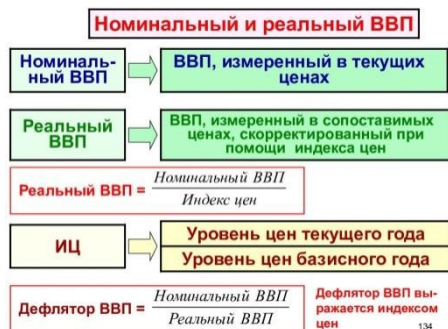 Номинальный и реальный ВВП
Номиналь-
ный ВВП
ВВП, измеренный в текущих
ценах
Реальный
ВВП
ВВП, измеренный в сопоставимых
ценах, скорректированный при
помощи индекса цен
Реальный ВВП = Номинальный ВВП
Индекс цен
ИЦ
Уровень цен текущего года
Уровень цен базисного года
Дефлятор ВВП = Номинальный ВВП
Реальный ВВП
Дефлятор ВВП вы-
ражается индексом
цен
134